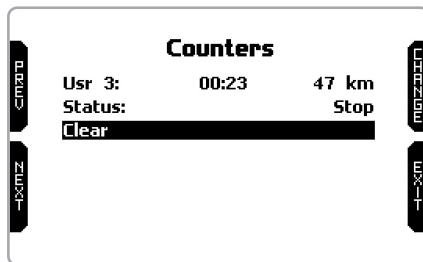 Counters
PREV
CHANGE
Usr 3: 00:23 47 km
Status: Stop
Clear
NEXT
EXIT